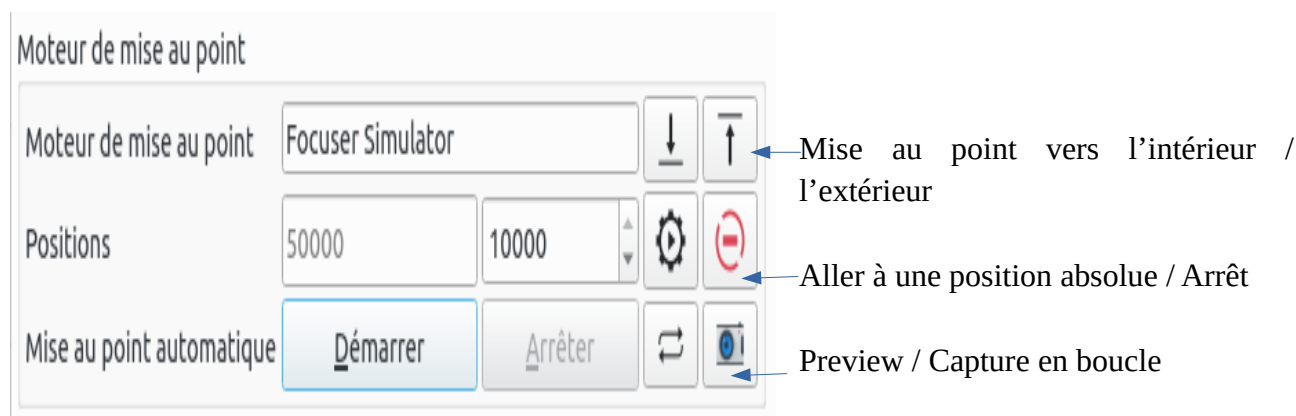 Moteur de mise au point
Moteur de mise au point Focuser Simulator
Mise au point vers l’intérieur /
l’extérieur
Positions 50000 10000
Aller à une position absolue / Arrêt
Mise au point automatique Démarrer Arrêter
Preview / Capture en boucle